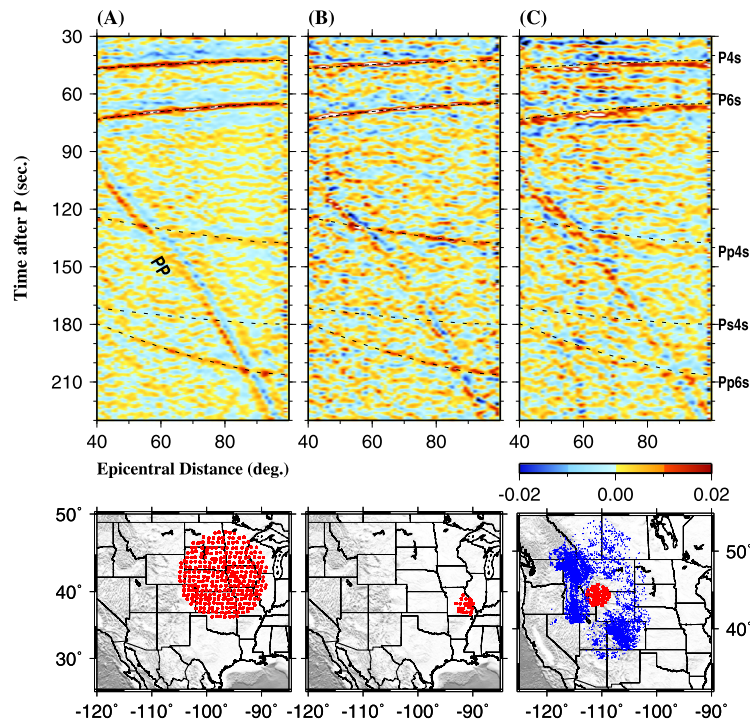 (A) (B) (C)
30
60
90
120
150
180
210
Time after P (sec.)
PP
P4s
P6s
Pp4s
Ps4s
Pp6s
40 60 80 40 60 80 40 60 80
Epicentral Distance (deg.)
-0.02 0.00 0.02
50°
40°
30°
50°
40°
-120° -110° -100° -90° -120° -110° -100° -90° -120° -110° -100° -90°